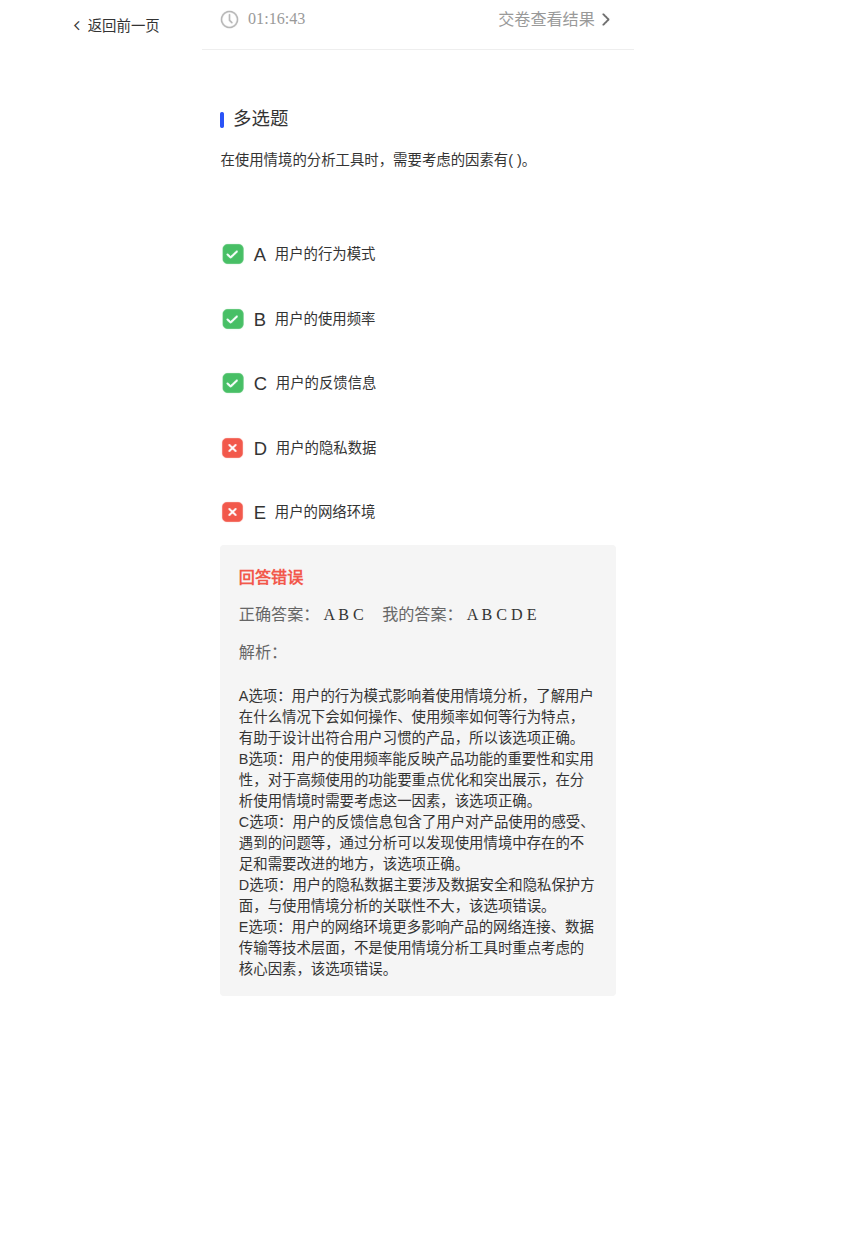 返回前一页
01:16:43
交卷查看结果
多选题
在使用情境的分析工具时，需要考虑的因素有( )。
A 用户的行为模式
B 用户的使用频率
C 用户的反馈信息
D 用户的隐私数据
E 用户的网络环境
回答错误
正确答案： A B C 我的答案： A B C D E
解析：
A选项：用户的行为模式影响着使用情境分析，了解用户
在什么情况下会如何操作、使用频率如何等行为特点，
有助于设计出符合用户习惯的产品，所以该选项正确。
B选项：用户的使用频率能反映产品功能的重要性和实用
性，对于高频使用的功能要重点优化和突出展示，在分
析使用情境时需要考虑这一因素，该选项正确。
C选项：用户的反馈信息包含了用户对产品使用的感受、
遇到的问题等，通过分析可以发现使用情境中存在的不
足和需要改进的地方，该选项正确。
D选项：用户的隐私数据主要涉及数据安全和隐私保护方
面，与使用情境分析的关联性不大，该选项错误。
E选项：用户的网络环境更多影响产品的网络连接、数据
传输等技术层面，不是使用情境分析工具时重点考虑的
核心因素，该选项错误。